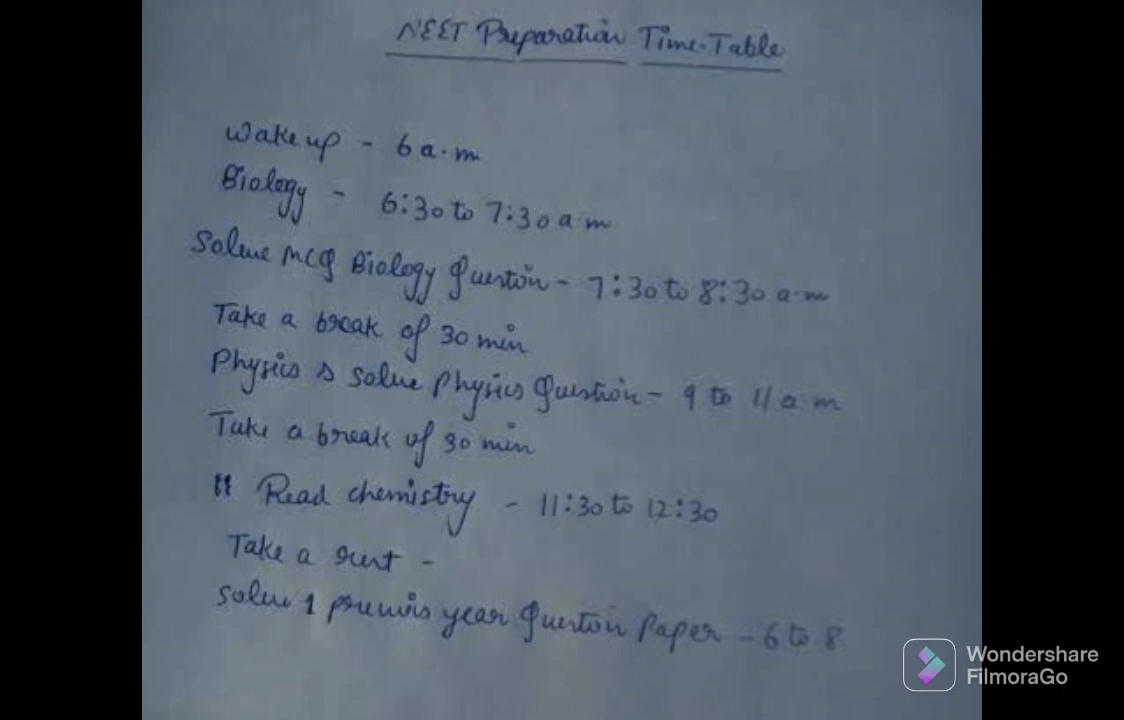 NEET Preparation Time-Table
Wake up - 6 a.m
Biology - 6:30 to 7:30 a m
Solve MCQ Biology Question - 7:30 to 8:30 a.m
Take a break of 30 min
Physics & solve Physics Question - 9 to 11 a m
Take a break of 30 min
Read chemistry - 11:30 to 12:30
Take a rest -
Solve 1 previous year Question Paper - 6 to 8
Wondershare
FilmoraGo